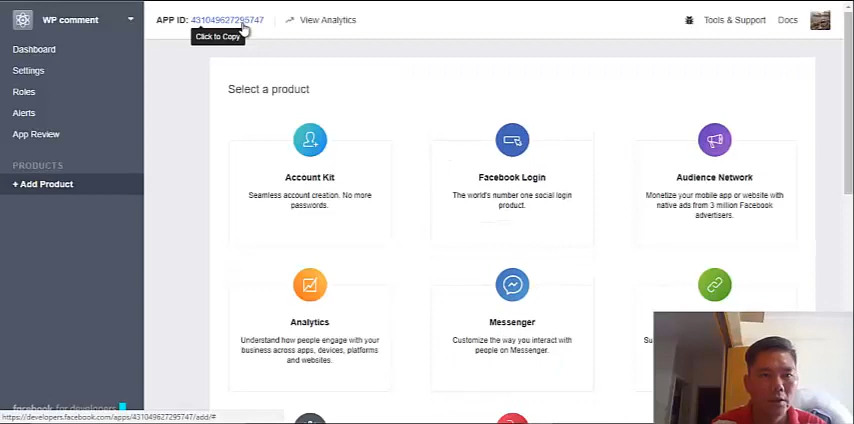 WP comment
APP ID: 431049627295747
View Analytics
Tools & Support
Docs
Click to Copy
Dashboard
Settings
Roles
Alerts
App Review
PRODUCTS
+ Add Product
Select a product
Account Kit
Seamless account creation. No more
passwords.
Facebook Login
The world's number one social login
product.
Audience Network
Monetize your mobile app or website with
native ads from 3 million Facebook
advertisers.
Analytics
Understand how people engage with your
business across apps, devices, platforms
and websites.
Messenger
Customize the way you interact with
people on Messenger.
facebook for developers
https://developers.facebook.com/apps/431049627295747/add/#